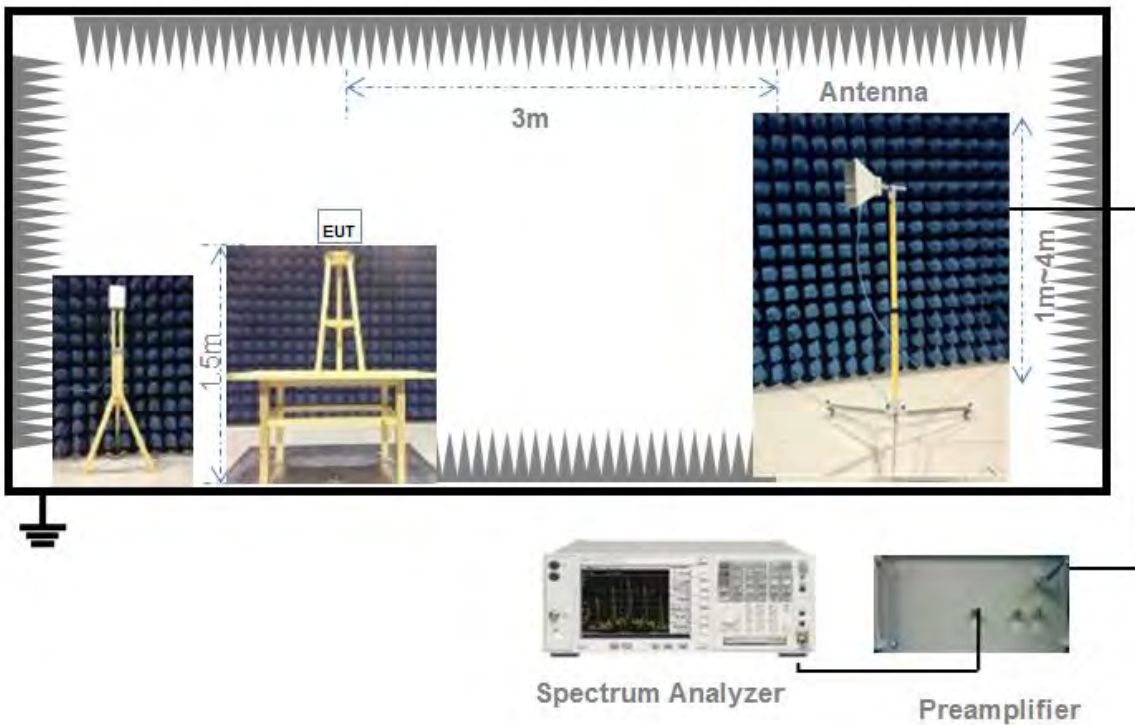 Antenna
3m
EUT
1.5m
1m~4m
Spectrum Analyzer
Preamplifier